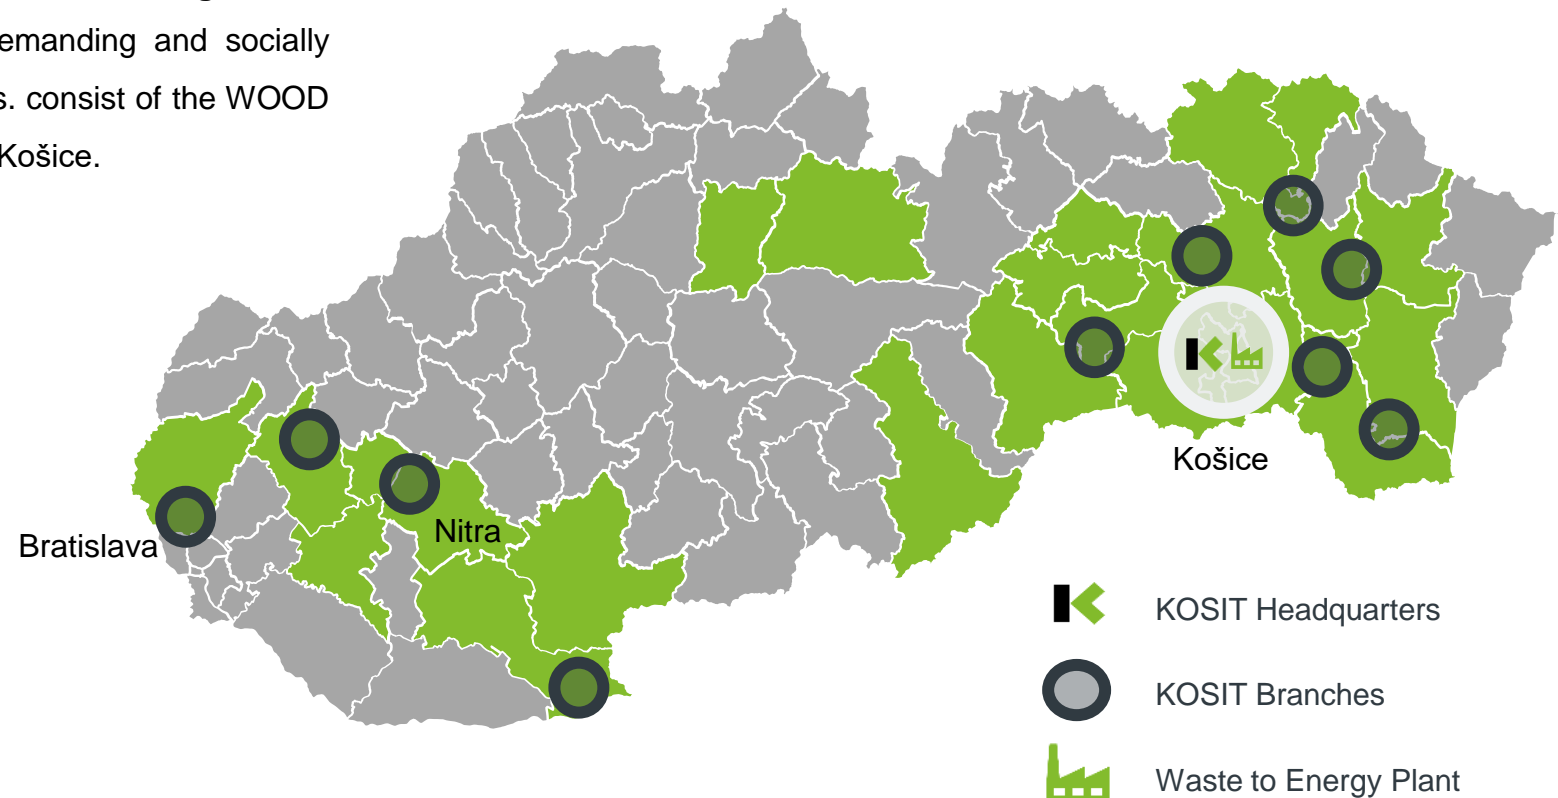 emanding and socially
s. consist of the WOOD
Košice.
Košice
Nitra
Bratislava
KOSIT Headquarters
KOSIT Branches
Waste to Energy Plant